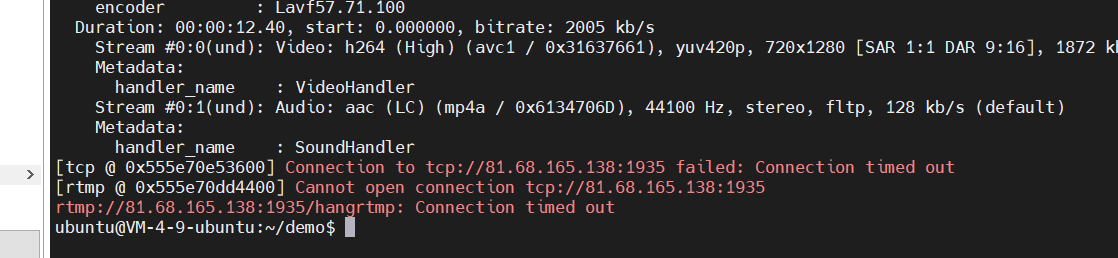 encoder : Lavf57.71.100
Duration: 00:00:12.40, start: 0.000000, bitrate: 2005 kb/s
Stream #0:0(und): Video: h264 (High) (avc1 / 0x31637661), yuv420p, 720x1280 [SAR 1:1 DAR 9:16], 1872 k
Metadata:
handler_name : VideoHandler
Stream #0:1(und): Audio: aac (LC) (mp4a / 0x6134706D), 44100 Hz, stereo, fltp, 128 kb/s (default)
Metadata:
handler_name : SoundHandler
[tcp @ 0x555e70e53600] Connection to tcp://81.68.165.138:1935 failed: Connection timed out
[rtmp @ 0x555e70dd4400] Cannot open connection tcp://81.68.165.138:1935
rtmp://81.68.165.138:1935/hangrtmp: Connection timed out
ubuntu@VM-4-9-ubuntu:~/demo$